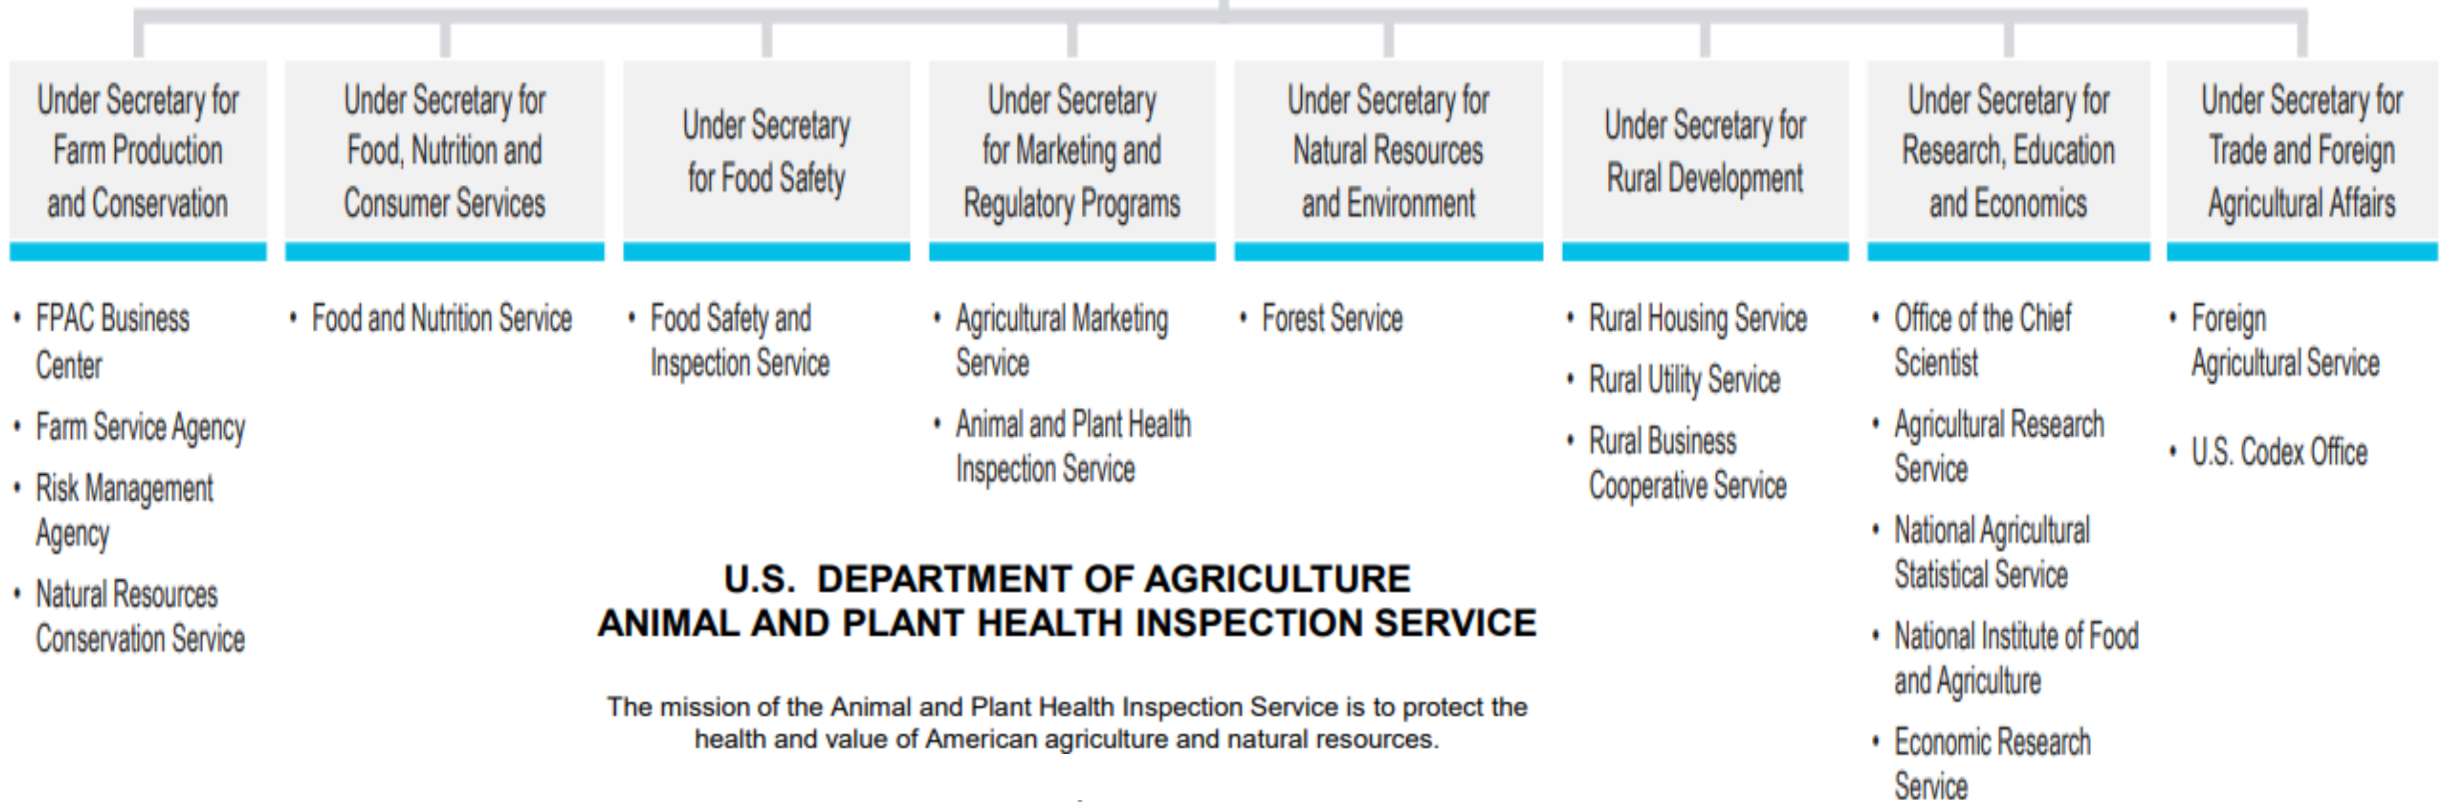 Under Secretary for
Farm Production
and Conservation
Under Secretary for
Food, Nutrition and
Consumer Services
Under Secretary
for Food Safety
Under Secretary
for Marketing and
Regulatory Programs
Under Secretary for
Natural Resources
and Environment
Under Secretary for
Rural Development
Under Secretary for
Research, Education
and Economics
Under Secretary for
Trade and Foreign
Agricultural Affairs
• FPAC Business
Center
• Farm Service Agency
• Risk Management
Agency
• Natural Resources
Conservation Service
• Food and Nutrition Service
• Food Safety and
Inspection Service
• Agricultural Marketing
Service
• Animal and Plant Health
Inspection Service
• Forest Service
• Rural Housing Service
• Rural Utility Service
• Rural Business
Cooperative Service
• Office of the Chief
Scientist
• Agricultural Research
Service
• National Agricultural
Statistical Service
• National Institute of Food
and Agriculture
• Economic Research
Service
• Foreign
Agricultural Service
• U.S. Codex Office
U.S. DEPARTMENT OF AGRICULTURE
ANIMAL AND PLANT HEALTH INSPECTION SERVICE
The mission of the Animal and Plant Health Inspection Service is to protect the
health and value of American agriculture and natural resources.